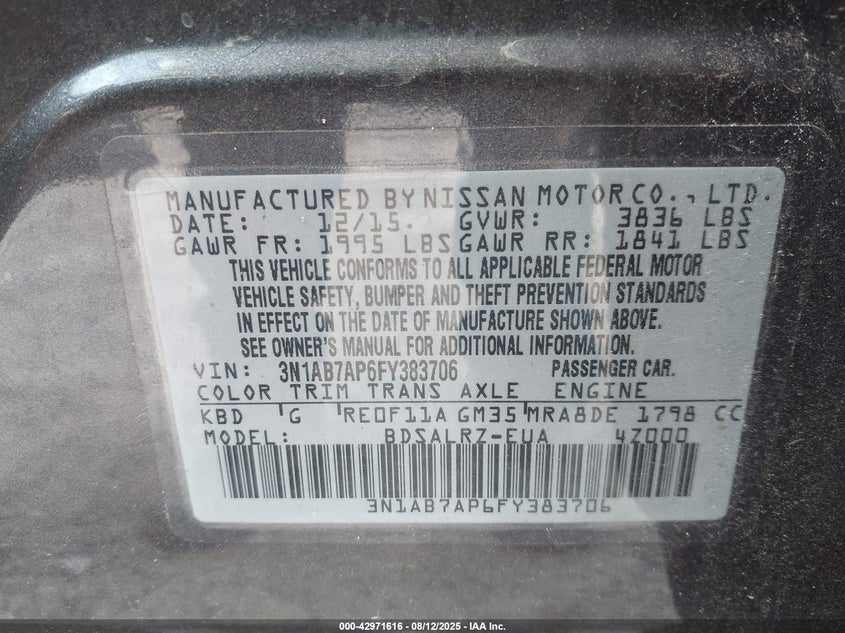 MANUFACTURED BY NISSAN MOTOR CO., LTD.
DATE: 12/15. GVWR: 3836 LBS
GAWR FR: 1995 LBS GAWR RR: 1841 LBS
THIS VEHICLE CONFORMS TO ALL APPLICABLE FEDERAL MOTOR
VEHICLE SAFETY, BUMPER AND THEFT PREVENTION STANDARDS
IN EFFECT ON THE DATE OF MANUFACTURE SHOWN ABOVE.
SEE OWNER'S MANUAL FOR ADDITIONAL INFORMATION.
VIN: 3N1AB7AP6FY383706 PASSENGER CAR.
COLOR TRIM TRANS AXLE ENGINE
KBD G RE0F11A GM35 MRA8DE 1798 CC
MODEL: BDSALRZ-EUA 4Z000
3N1AB7AP6FY383706
000-42971616 - 08/12/2025 - IAA Inc.